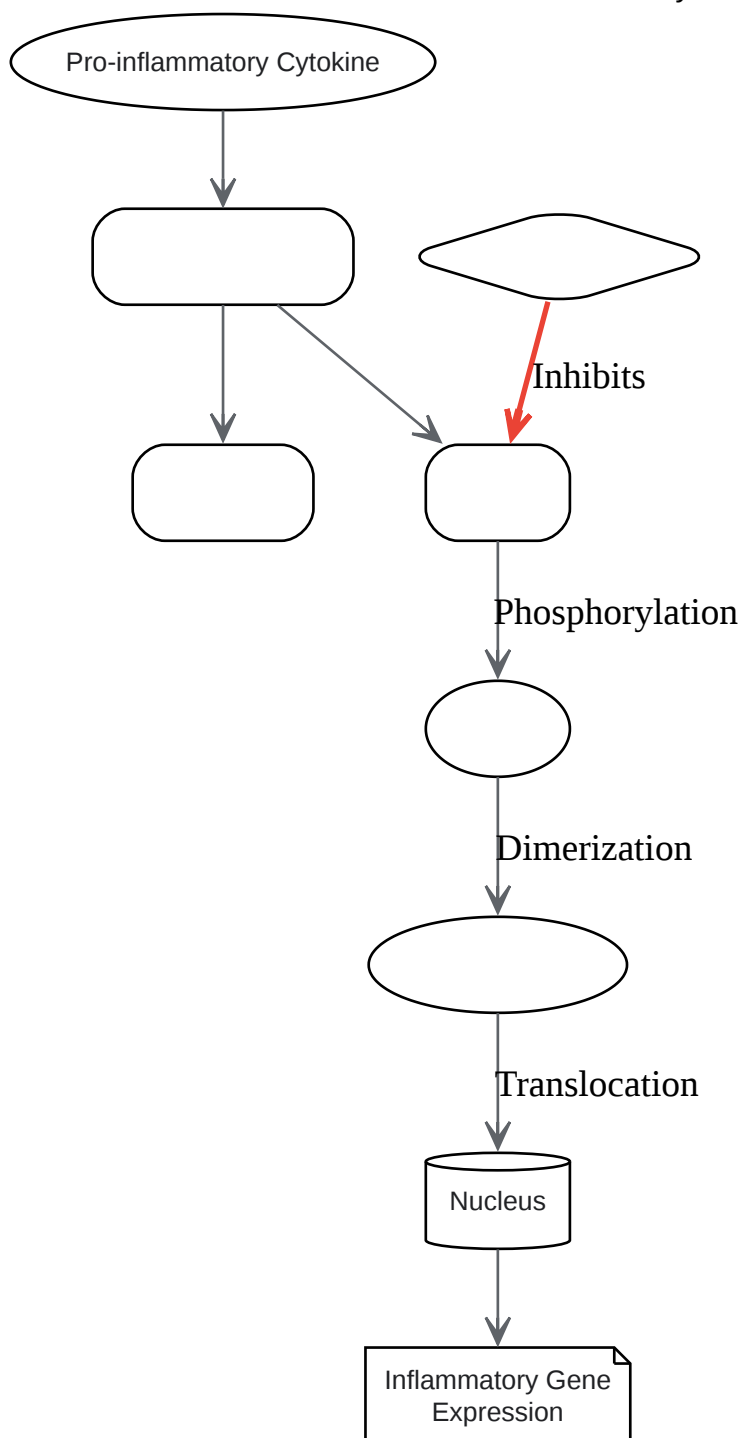 Pro-inflammatory Cytokine
Inhibits
Phosphorylation
Dimerization
Translocation
Nucleus
Inflammatory Gene
Expression